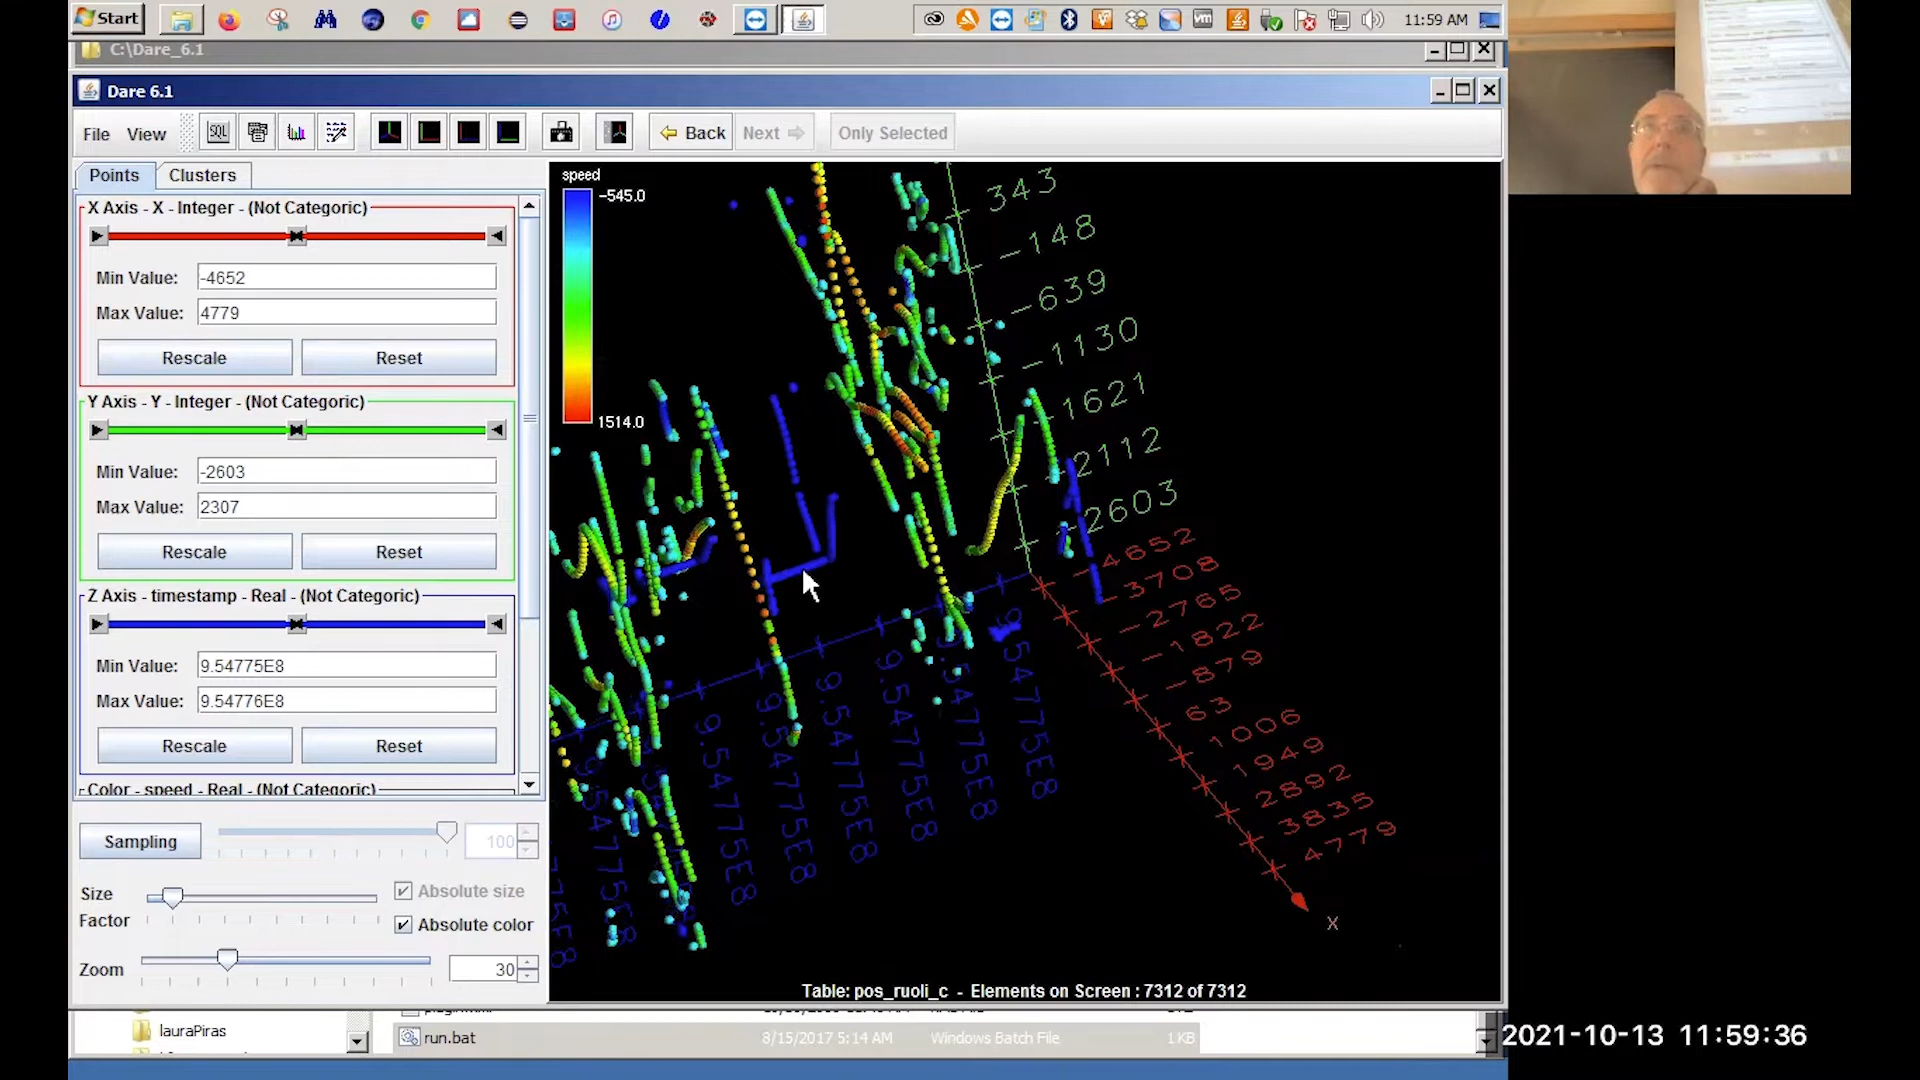 Start
11:59 AM
C:\Dare_6.1
Dare 6.1
File View
SQL
Back
Next
Only Selected
Points
Clusters
X Axis - X - Integer - (Not Categoric)
Min Value: -4652
Max Value: 4779
Rescale
Reset
Y Axis - Y - Integer - (Not Categoric)
Min Value: -2603
Max Value: 2307
Rescale
Reset
Z Axis - timestamp - Real - (Not Categoric)
Min Value: 9.54775E8
Max Value: 9.54776E8
Rescale
Reset
Color - speed - Real - (Not Categoric)
Sampling
100
Size
Factor
Absolute size
Absolute color
Zoom
30
speed
-545.0
1514.0
343
-148
-639
-1130
-1621
-2112
-2603
-4652
-3708
-2765
-1822
-879
63
1006
1949
2892
3835
4779
X
9.54775E8
9.54775E8
9.54775E8
9.54775E8
9.54775E8
9.54775E8
Table: pos_ruoli_c - Elements on Screen : 7312 of 7312
lauraPiras
run.bat
8/15/2017 5:14 AM
Windows Batch File
1 KB
2021-10-13 11:59:36